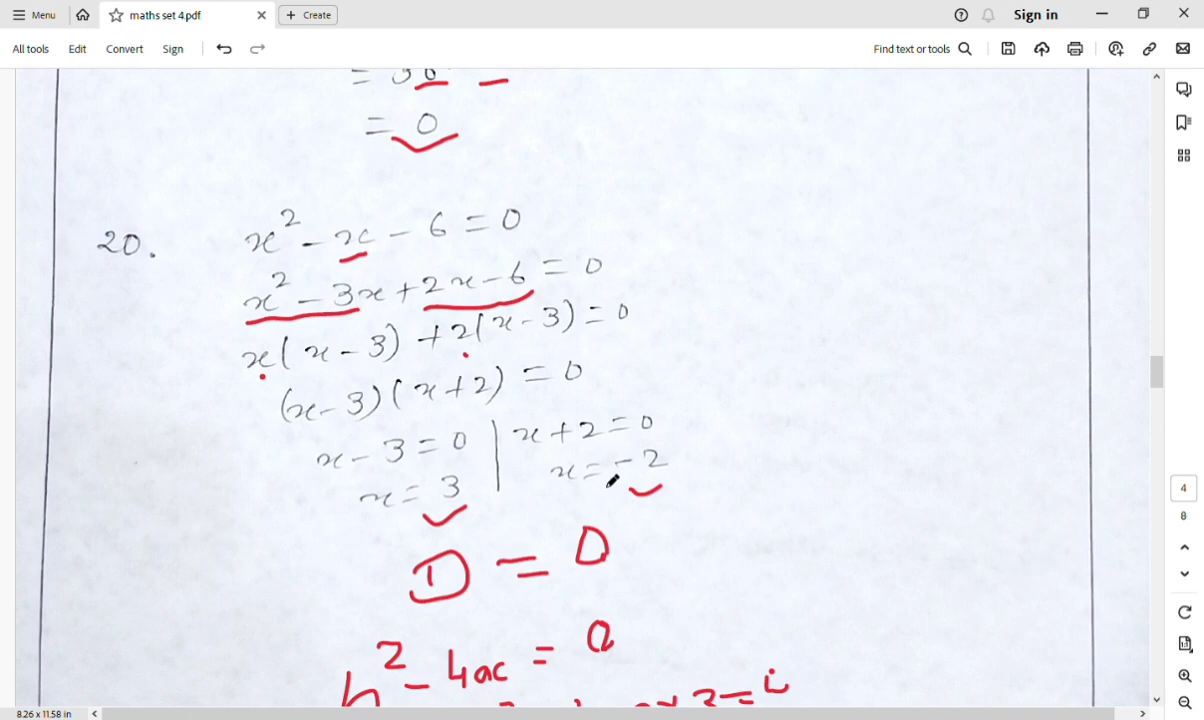 Menu maths set 4.pdf Create Sign in
All tools Edit Convert Sign Find text or tools
= 0
20. x² - x - 6 = 0
x² - 3x + 2x - 6 = 0
x(x - 3) + 2(x - 3) = 0
(x - 3)(x + 2) = 0
x - 3 = 0 | x + 2 = 0
x = 3 x = -2
D = 0
b² - 4ac = 0
4
8
8.26 x 11.58 in